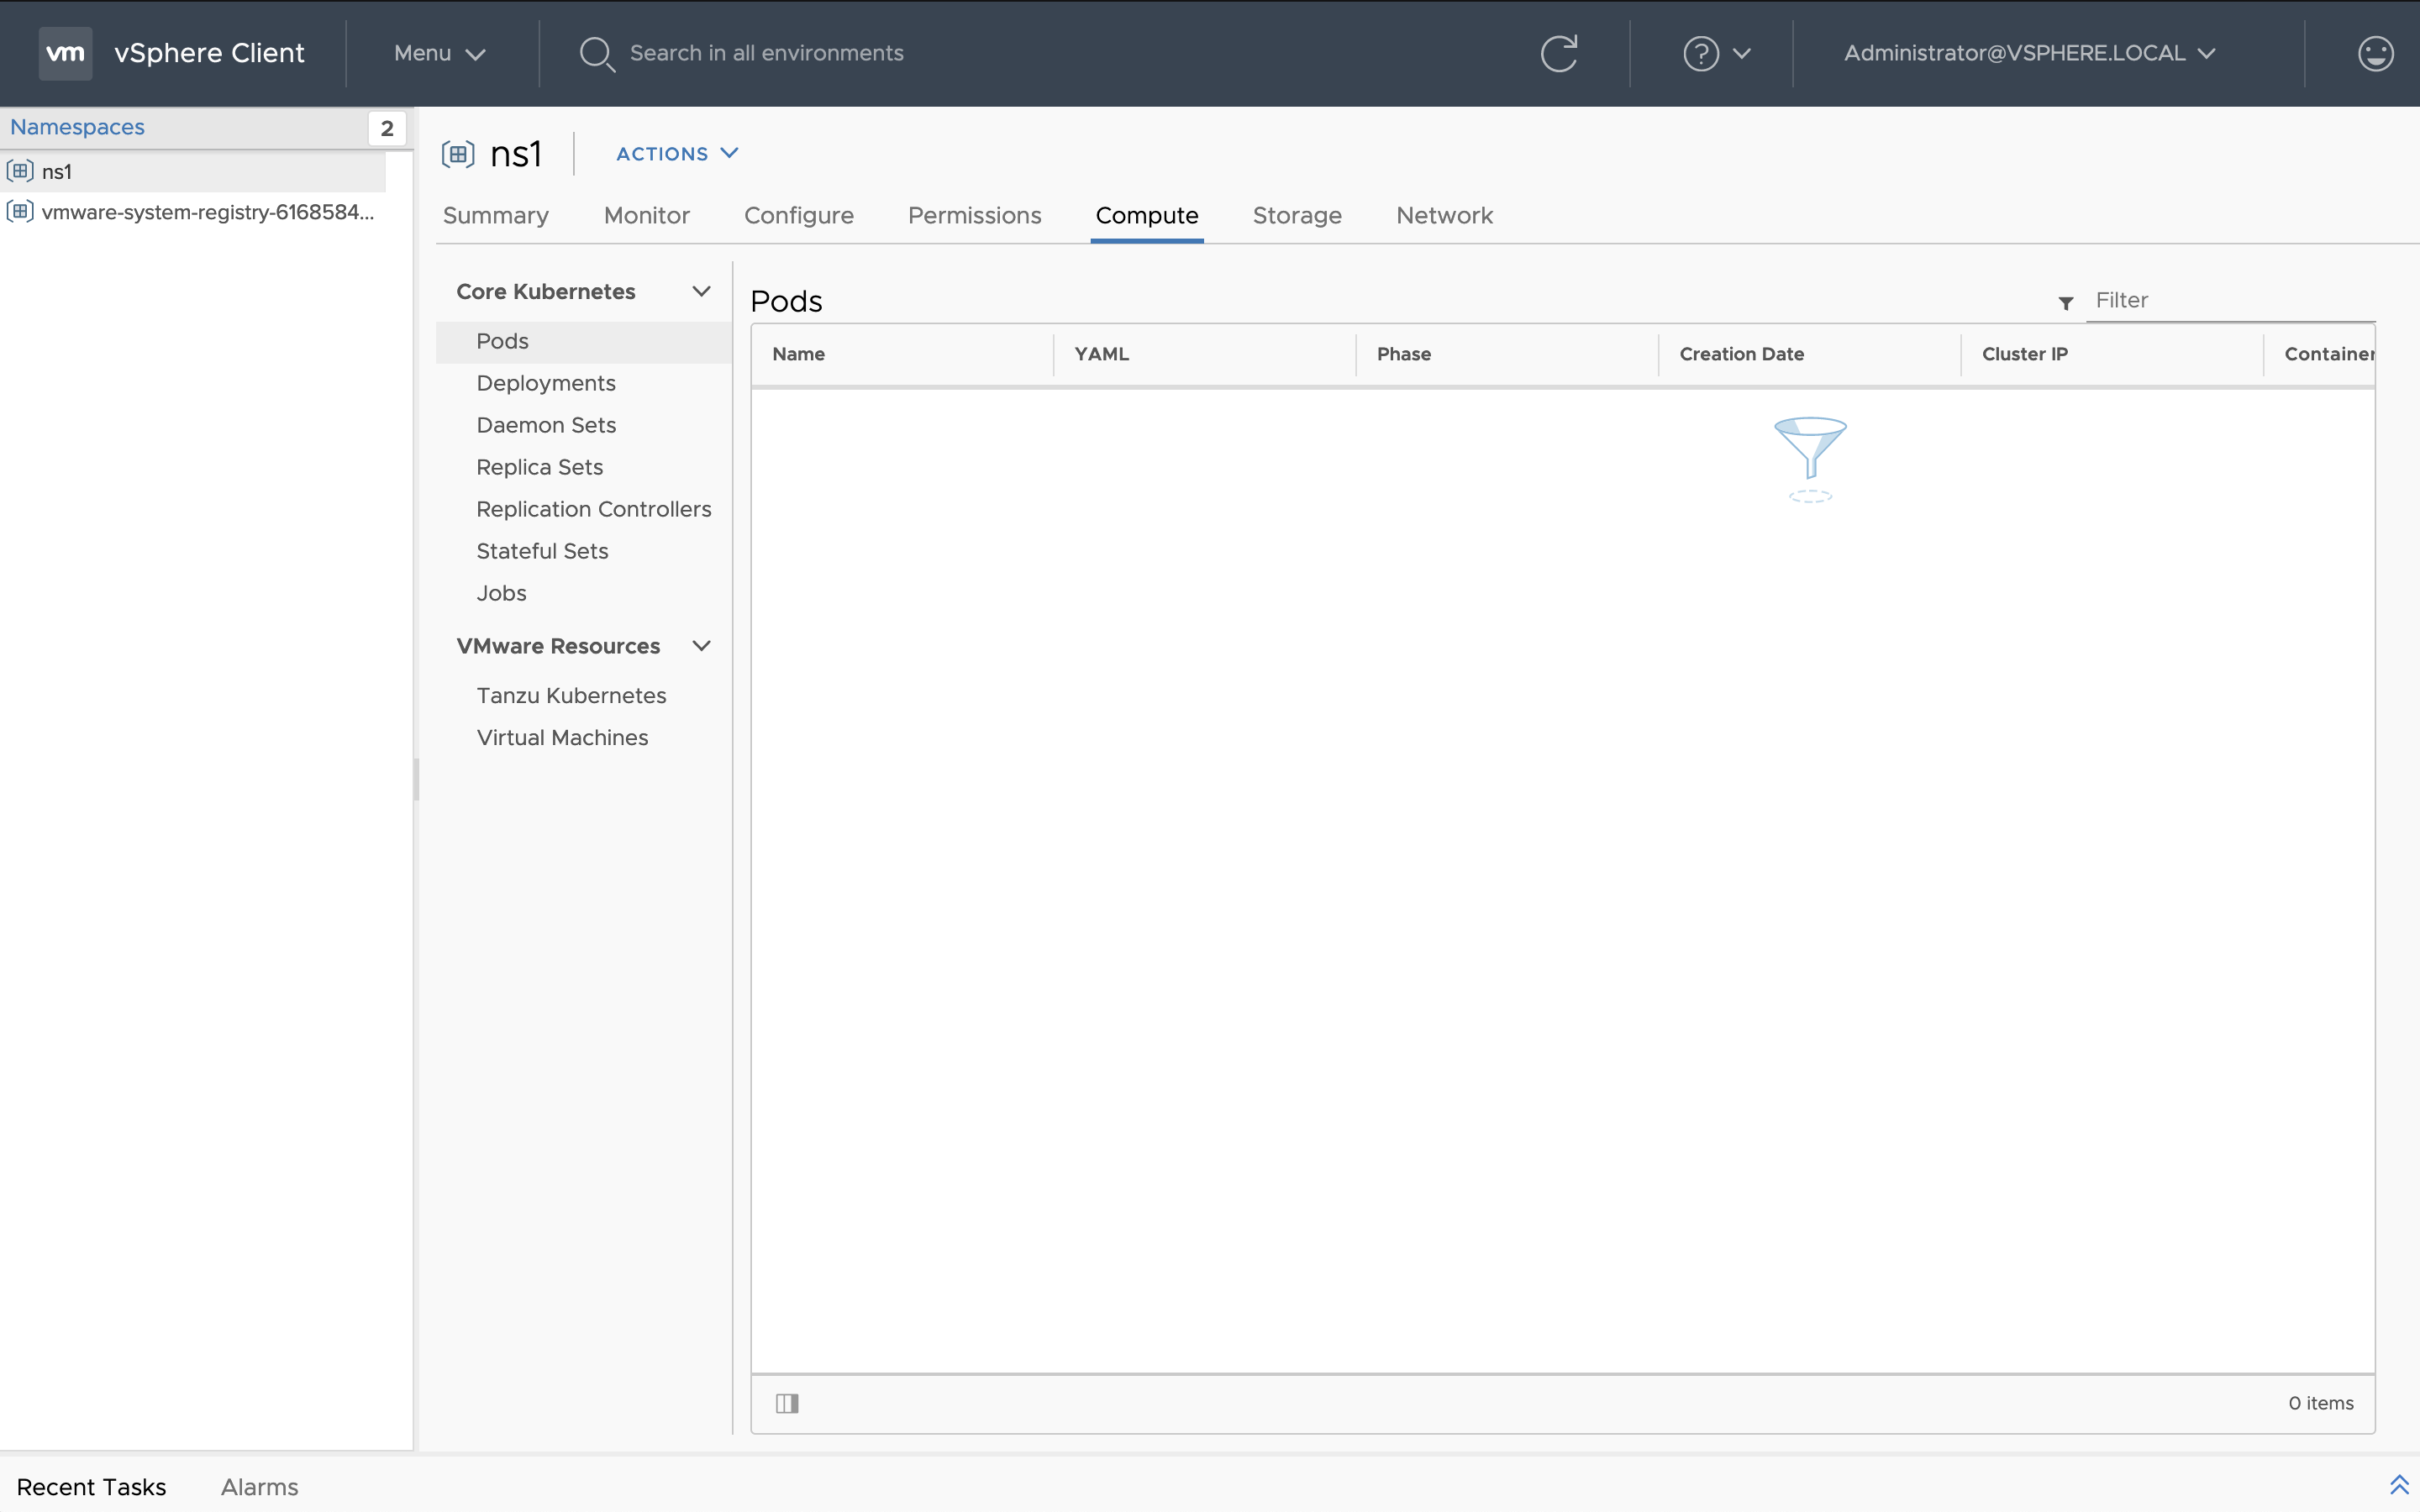 vm vSphere Client Menu Search in all environments ? Administrator@VSPHERE.LOCAL
Namespaces 2
ns1
vmware-system-registry-6168584...
ns1 ACTIONS
Summary Monitor Configure Permissions Compute Storage Network
Core Kubernetes
Pods
Deployments
Daemon Sets
Replica Sets
Replication Controllers
Stateful Sets
Jobs
VMware Resources
Tanzu Kubernetes
Virtual Machines
Pods Filter
Name YAML Phase Creation Date Cluster IP Container
0 items
Recent Tasks Alarms